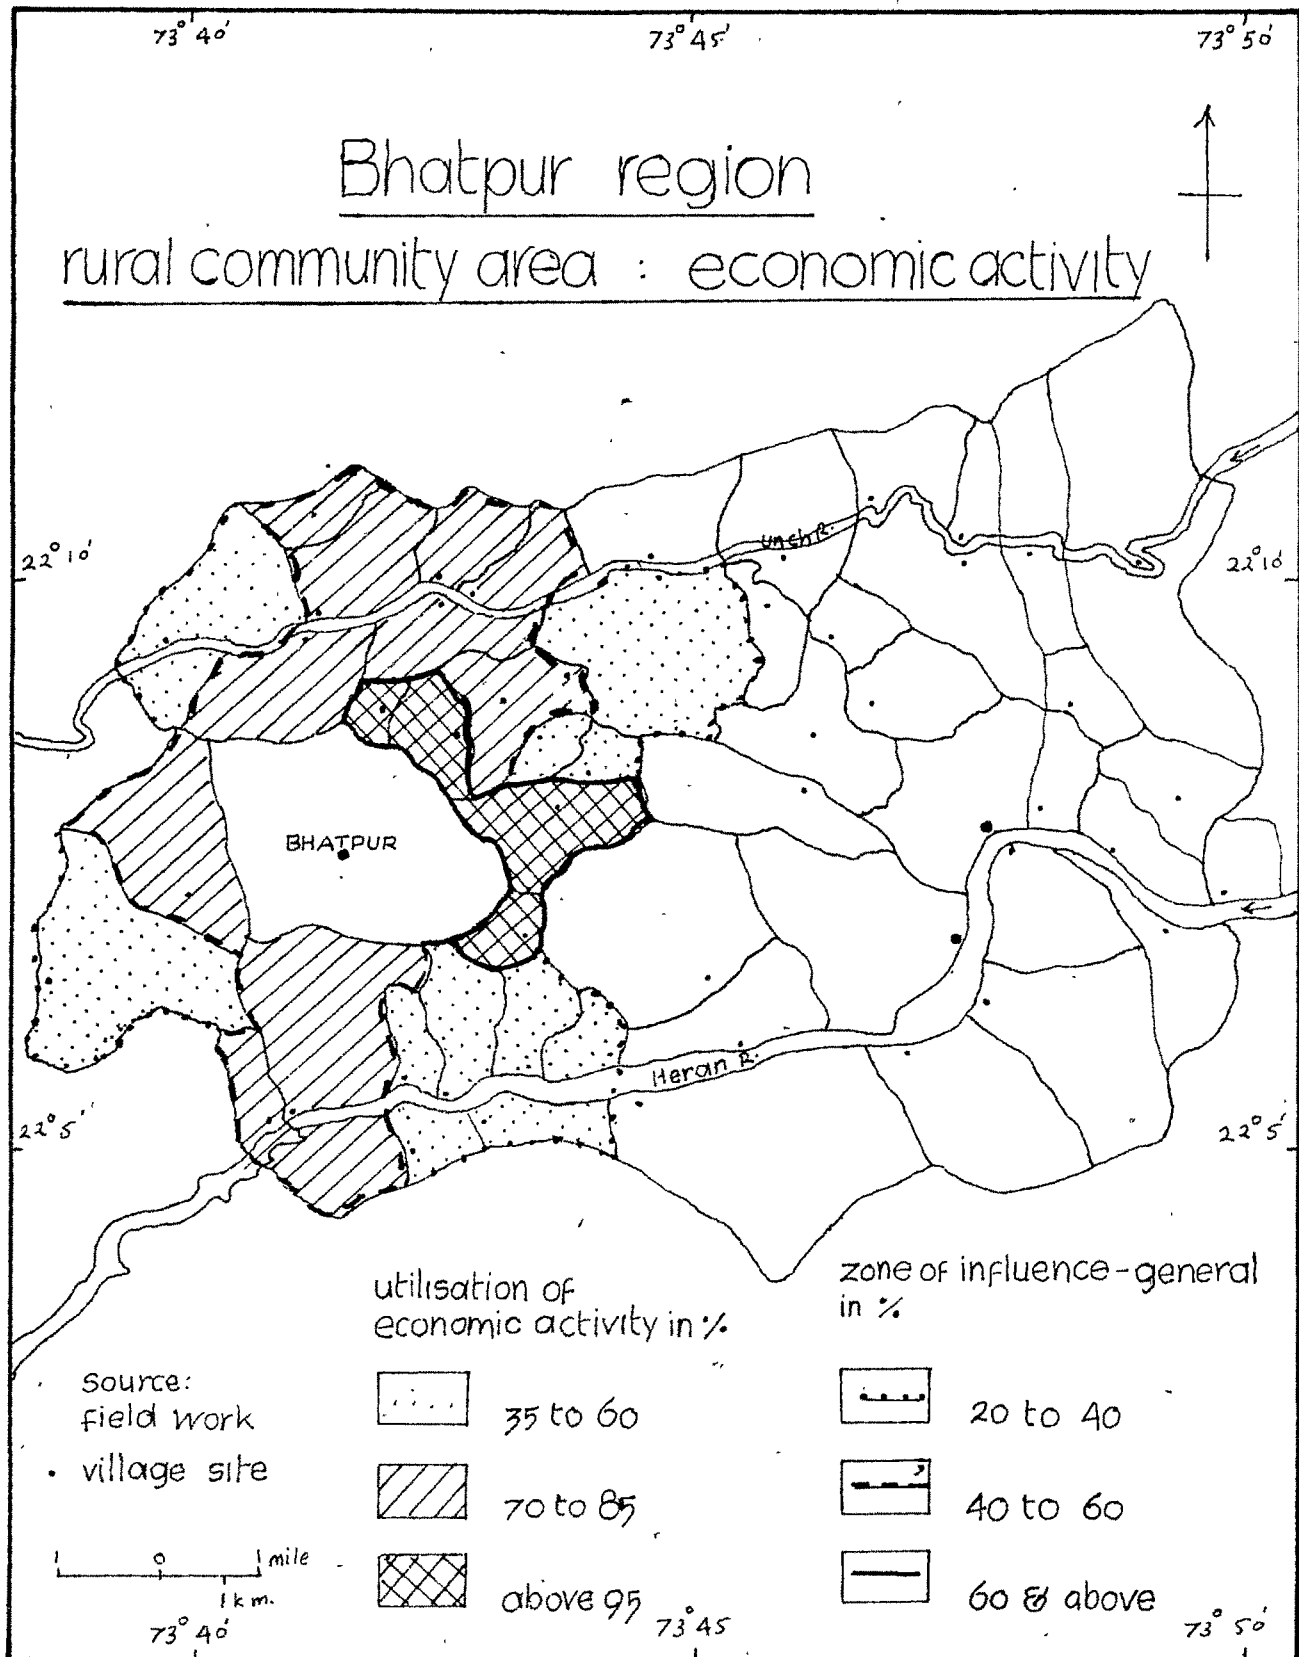 73° 40' 73° 45' 73° 50'
Bhatpur region
rural community area : economic activity
22° 10' 22° 10'
Unch R.
BHATPUR
Heran R.
22° 5' 22° 5'
utilisation of
economic activity in %
35 to 60
70 to 85
above 95
zone of influence-general
in %
20 to 40
40 to 60
60 & above
source:
field work
village site
0 1 mile
1 km.
73° 40' 73° 45 73° 50'